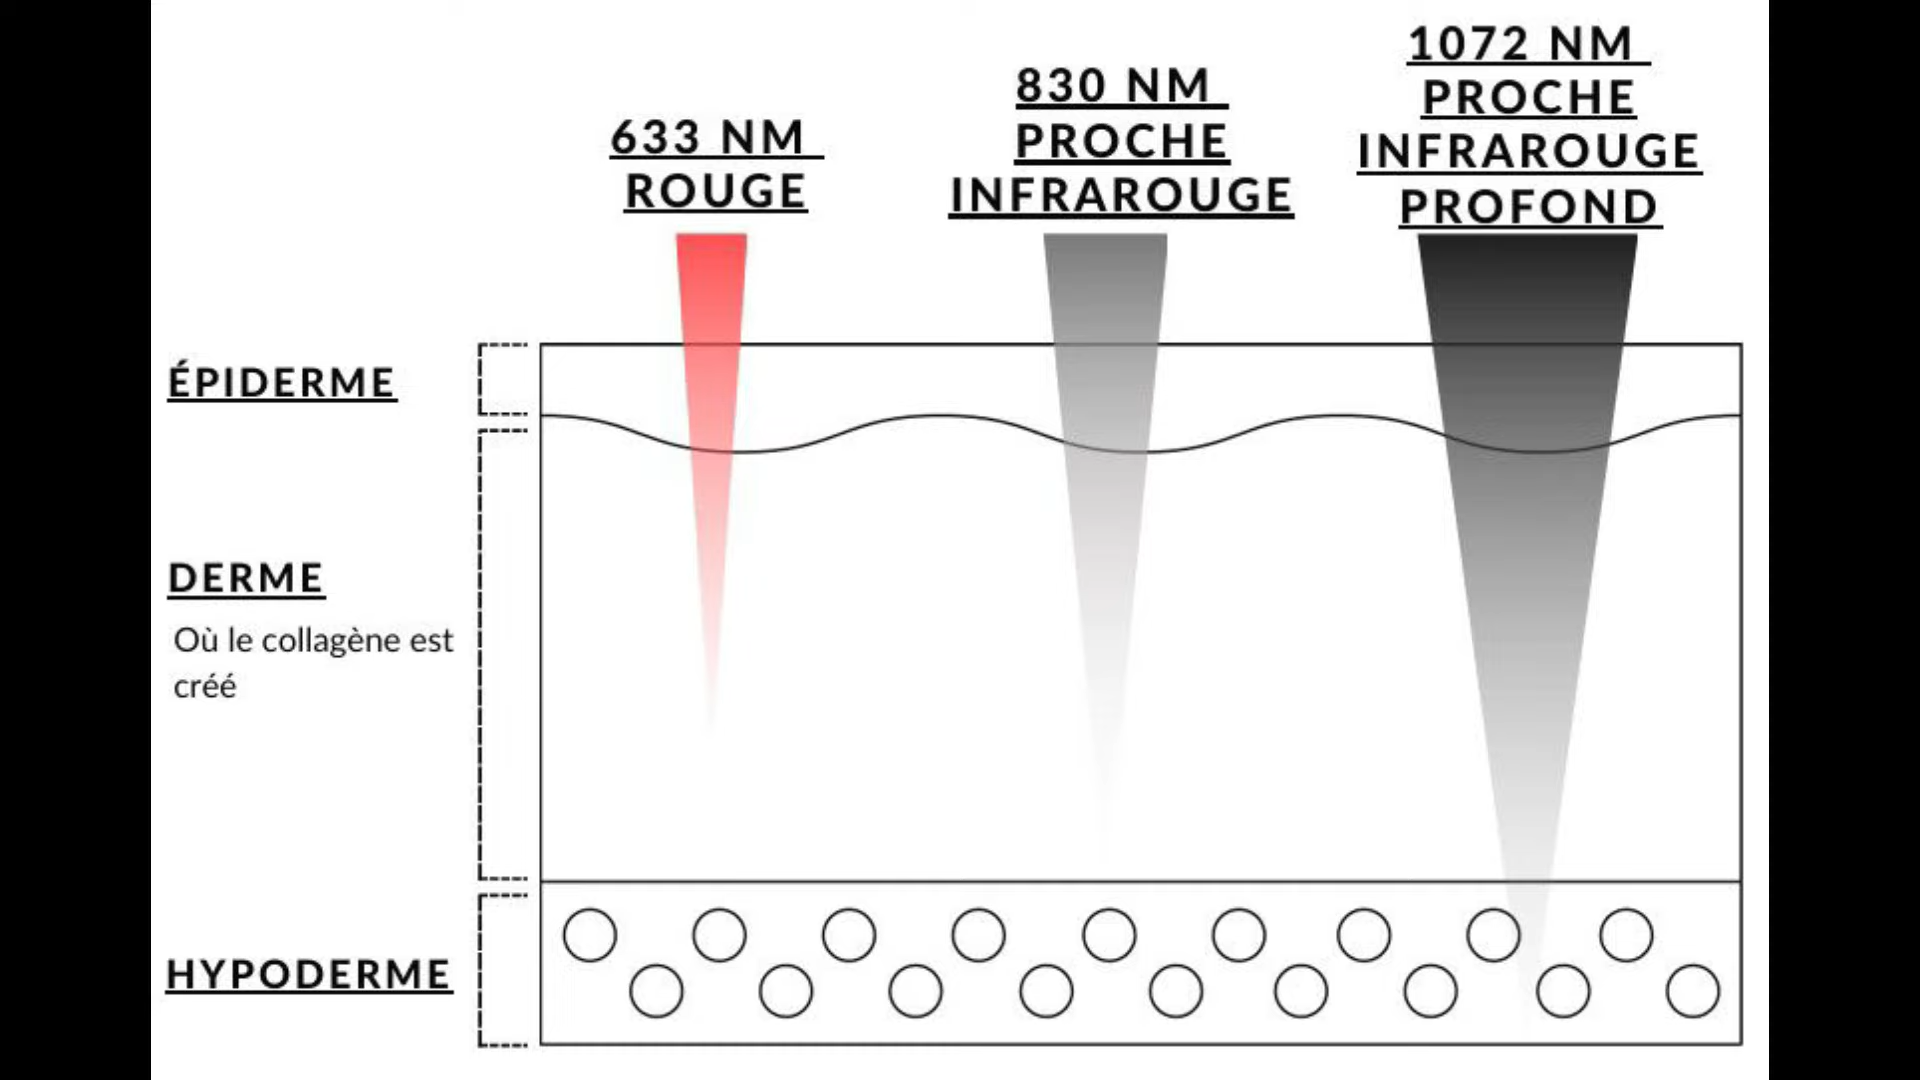 633 NM
ROUGE
830 NM
PROCHE
INFRAROUGE
1072 NM
PROCHE
INFRAROUGE
PROFOND
ÉPIDERME
DERME
Où le collagène est
créé
HYPODERME